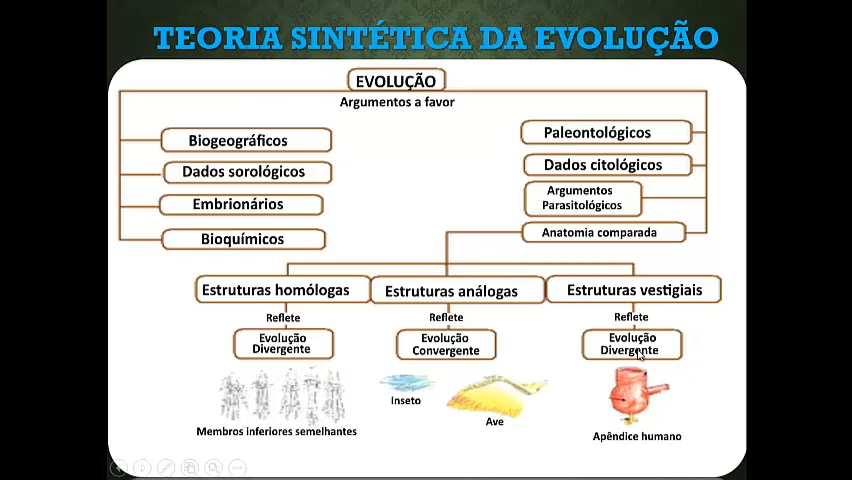 TEORIA SINTÉTICA DA EVOLUÇÃO
EVOLUÇÃO
Argumentos a favor
Biogeográficos
Dados sorológicos
Embrionários
Bioquímicos
Paleontológicos
Dados citológicos
Argumentos
Parasitológicos
Anatomia comparada
Estruturas homólogas
Reflete
Evolução
Divergente
Membros inferiores semelhantes
Estruturas análogas
Reflete
Evolução
Convergente
Inseto
Ave
Estruturas vestigiais
Reflete
Evolução
Divergente
Apêndice humano